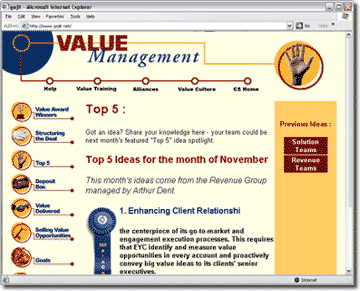 gojit - Microsoft Internet Explorer
File Edit View Favorites Tools Help
Address http://www.gojit.net/
Go
Links
VALUE
Management
Help
Value Training
Alliances
Value Culture
CS Home
Value Award
Winners
Structuring
the Deal
Top 5
Deposit
Box
Value
Delivered
Selling Value
Opportunities
Goals
Top 5 :
Got an idea? Share your knowledge here - your team could be
next month's featured "Top 5" idea spotlight.
Top 5 Ideas for the month of November
This month's ideas come from the Revenue Group
managed by Arthur Dent.
1. Enhancing Client Relationshi
the centerpiece of its go-to-market and
engagement execution processes. This requires
that EYC identify and measure value
opportunities in every account and proactively
convey big value ideas to its clients' senior
executives.
Previous Ideas :
Solution
Teams
Revenue
Teams
Internet